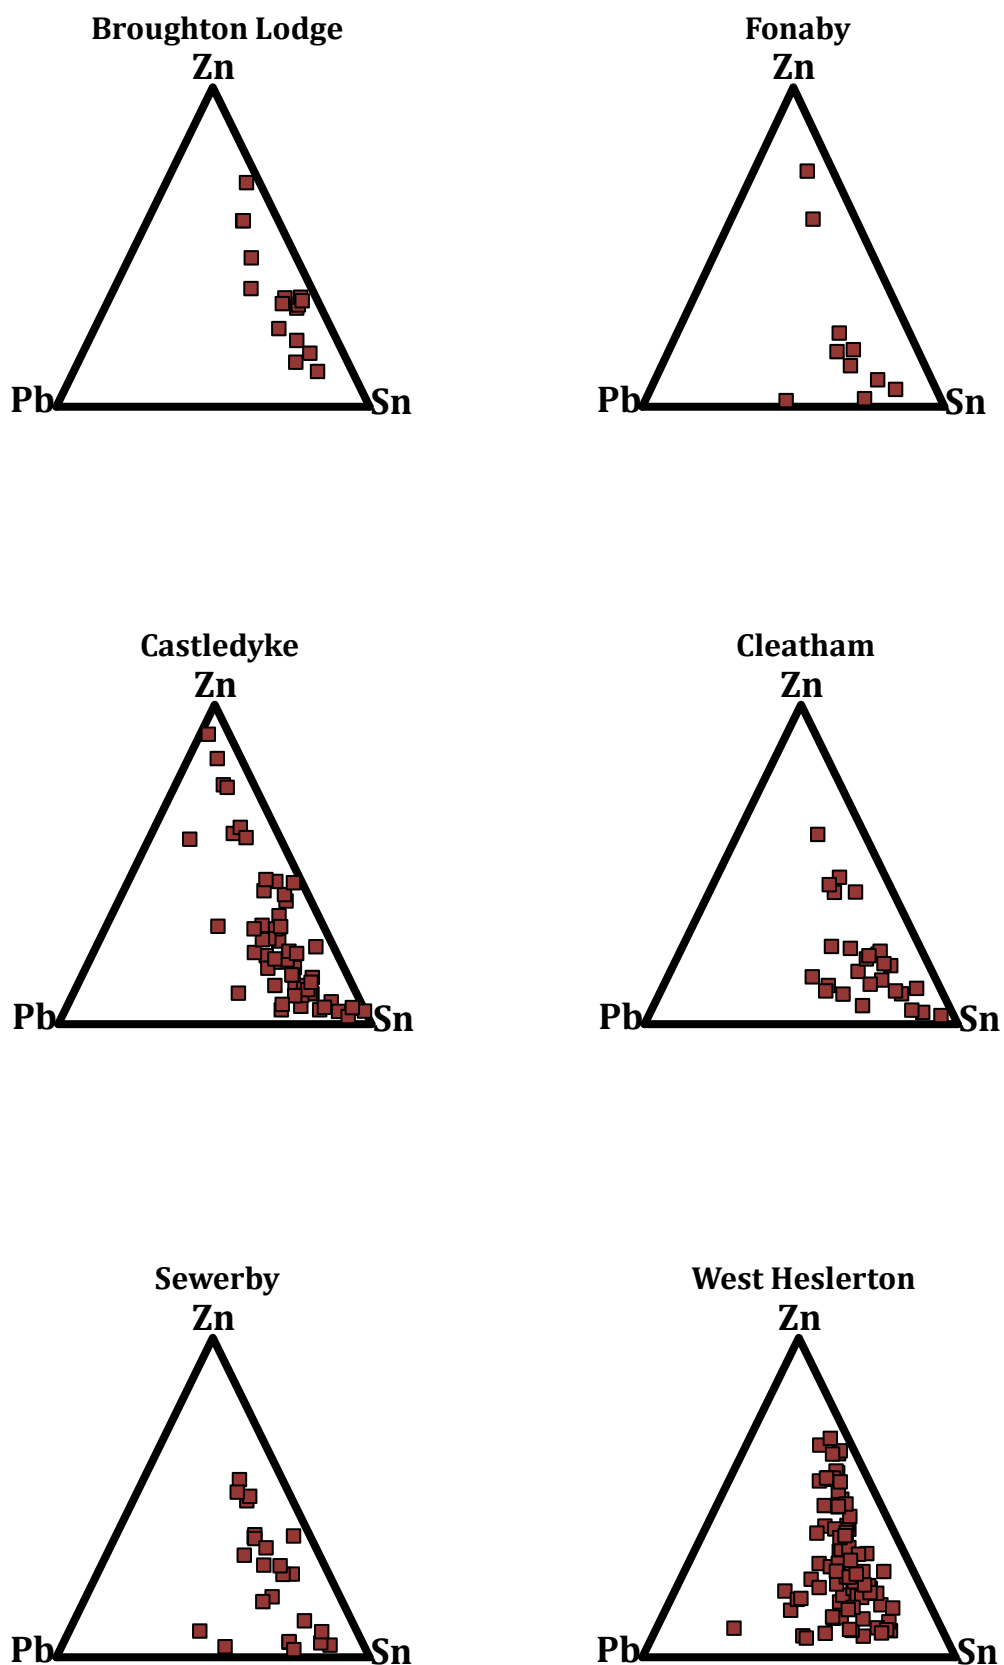 Broughton Lodge
Zn
Pb
Sn
Fonaby
Zn
Pb
Sn
Castledyke
Zn
Pb
Sn
Cleatham
Zn
Pb
Sn
Sewerby
Zn
Pb
Sn
West Heslerton
Zn
Pb
Sn